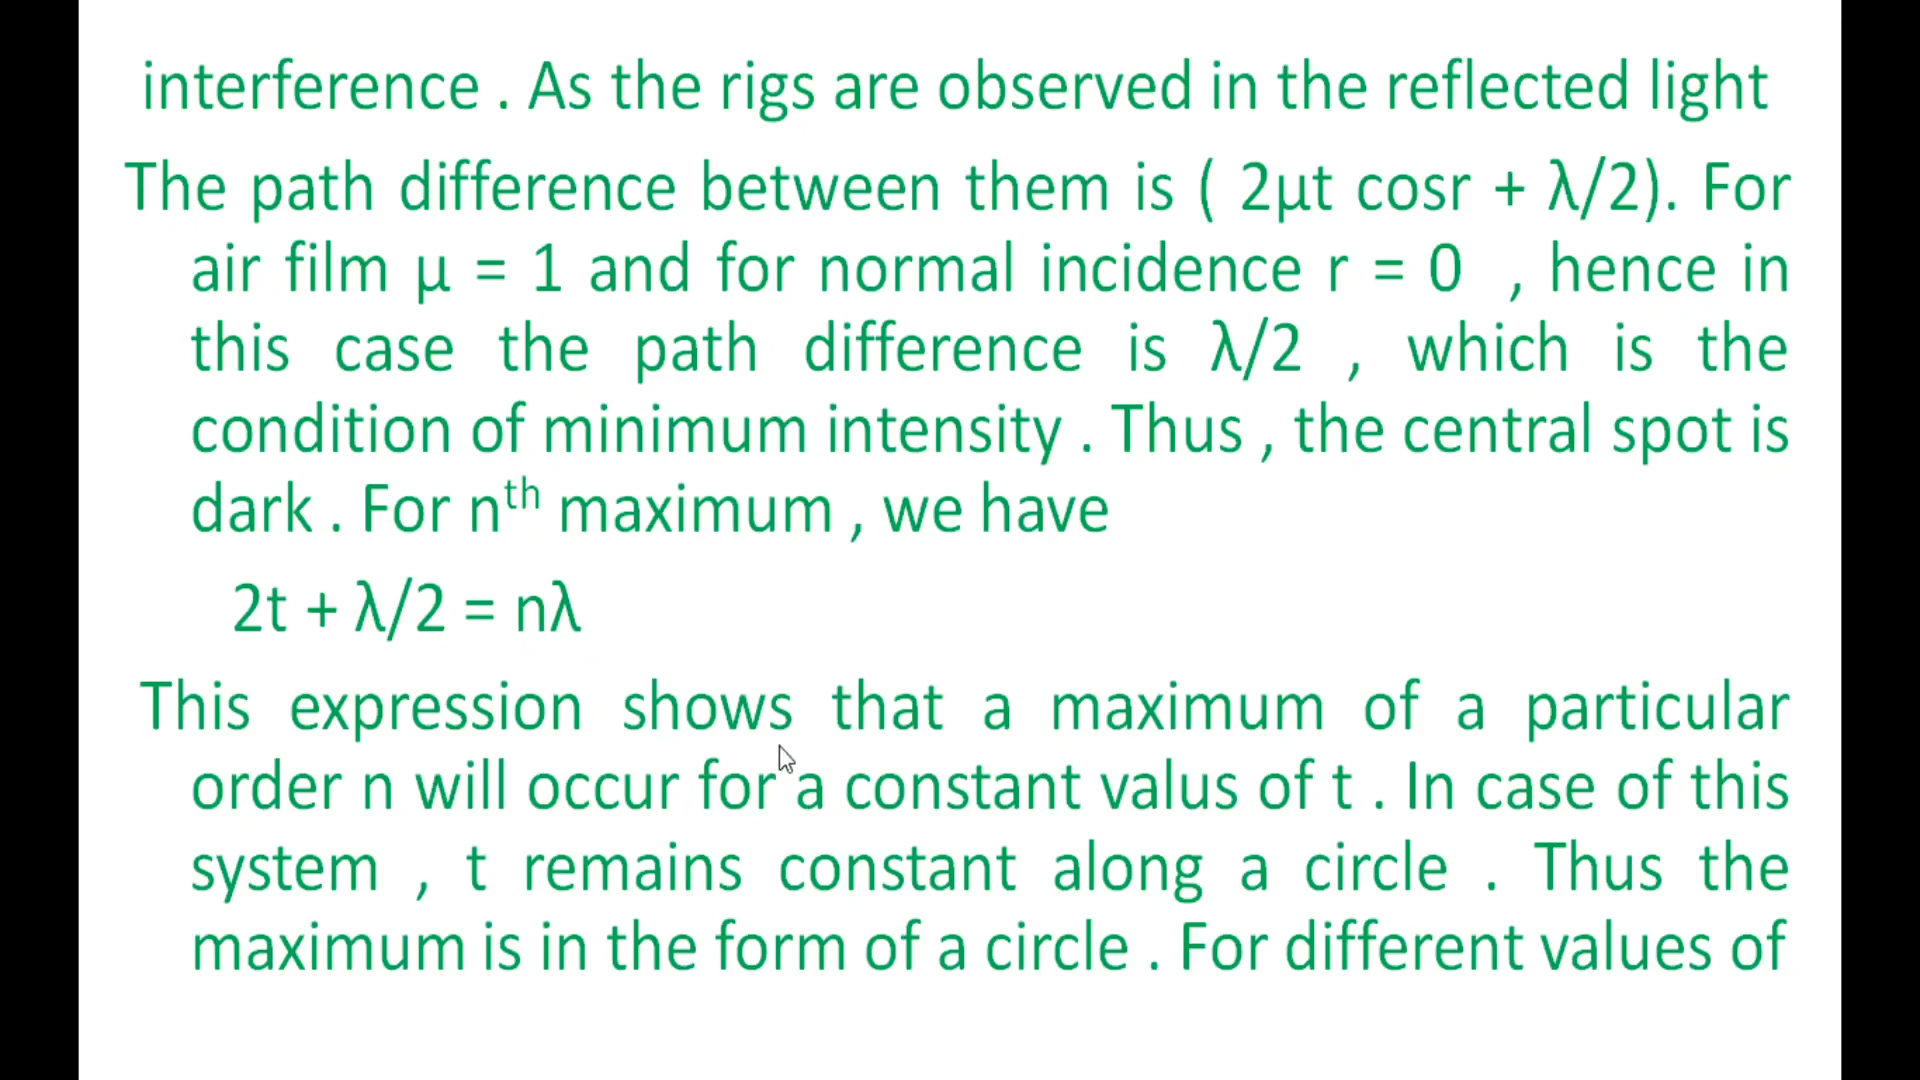 interference . As the rigs are observed in the reflected light
The path difference between them is ( 2μt cosr + λ/2). For
air film μ = 1 and for normal incidence r = 0 , hence in
this case the path difference is λ/2 , which is the
condition of minimum intensity . Thus , the central spot is
dark . For nᵗʰ maximum , we have
2t + λ/2 = nλ
This expression shows that a maximum of a particular
order n will occur for a constant valus of t . In case of this
system , t remains constant along a circle . Thus the
maximum is in the form of a circle . For different values of